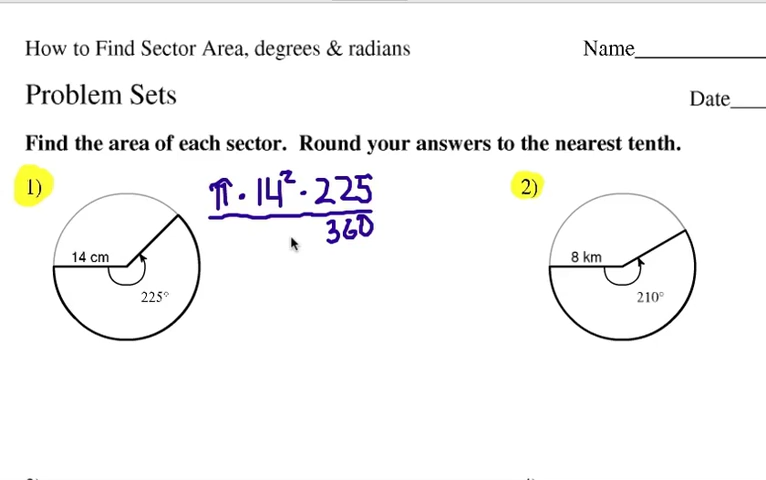 How to Find Sector Area, degrees & radians
Name
Problem Sets
Date
Find the area of each sector. Round your answers to the nearest tenth.
1)
π · 14² · 225
360
14 cm
225°
2)
8 km
210°